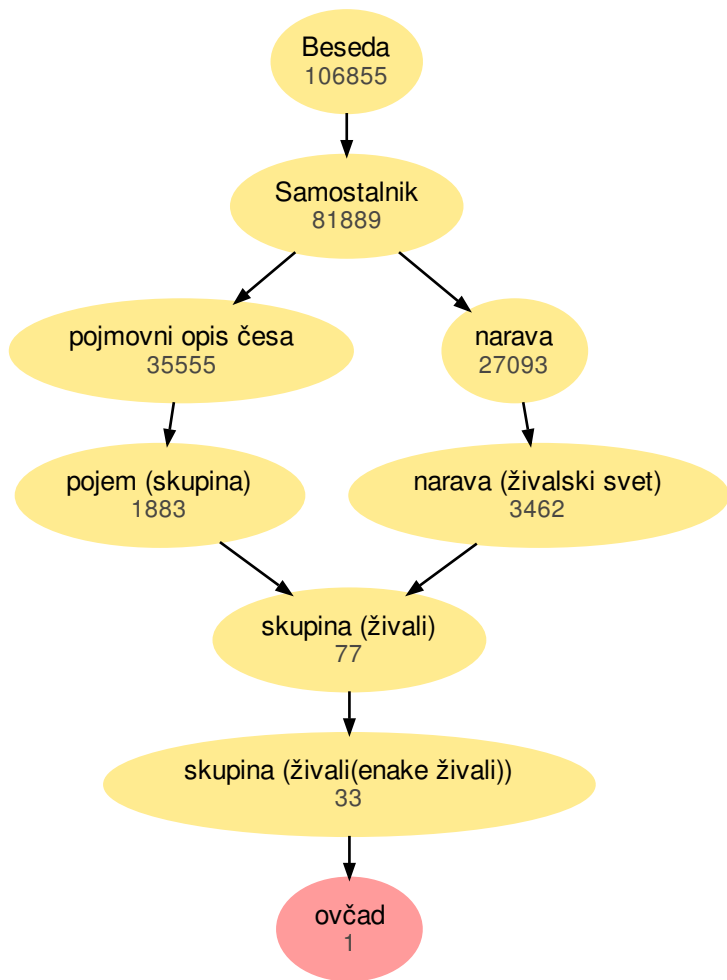 Beseda
106855
Samostalnik
81889
pojmovni opis česa
35555
narava
27093
pojem (skupina)
1883
narava (živalski svet)
3462
skupina (živali)
77
skupina (živali(enake živali))
33
ovčad
1